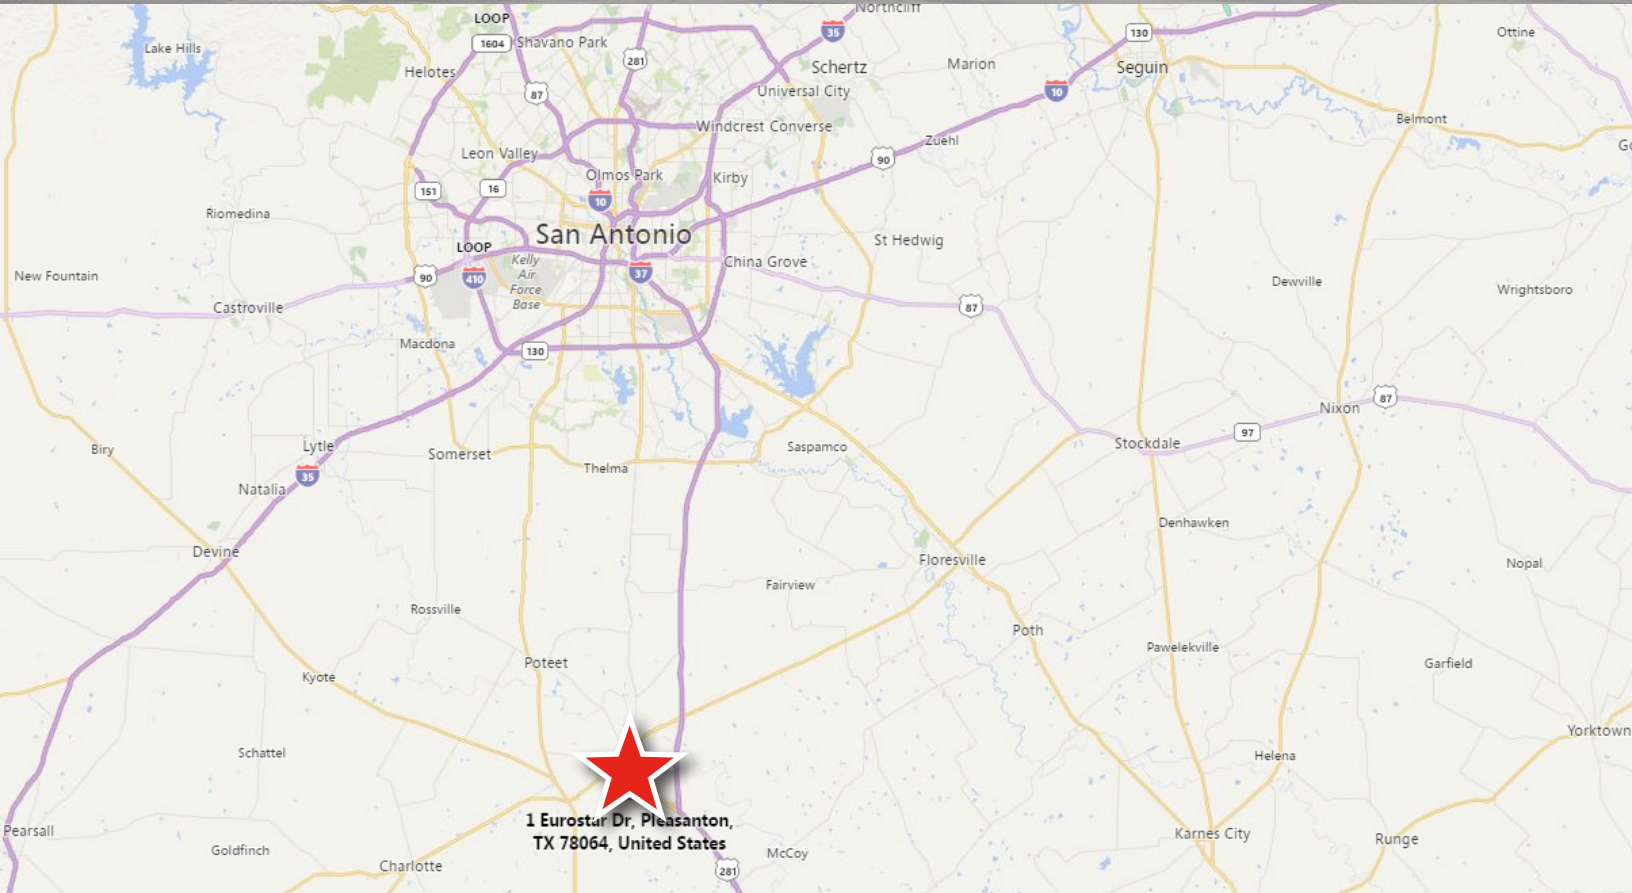 LOOP
Northcliff
1604
Shavano Park
35
130
Ottine
Lake Hills
281
Schertz
Marion
Seguin
Helotes
87
Universal City
10
Belmont
Windcrest Converse
Leon Valley
90
Zuehl
Olmos Park
Kirby
151
16
10
Riomedina
San Antonio
St Hedwig
LOOP
Kelly
Air
Force
Base
China Grove
New Fountain
90
410
37
Dewville
Wrightsboro
Castroville
87
Macdona
130
Nixon
87
Biry
Lytle
Somerset
Thelma
Saspamco
Stockdale
97
35
Natalia
Denhawken
Devine
Floresville
Nopal
Rossville
Fairview
Poth
Pawelekville
Poteet
Garfield
Kyote
Yorktown
Schattel
Helena
1 Eurostar Dr, Pleasanton,
TX 78064, United States
Pearsall
Karnes City
Runge
Goldfinch
McCoy
Charlotte
281